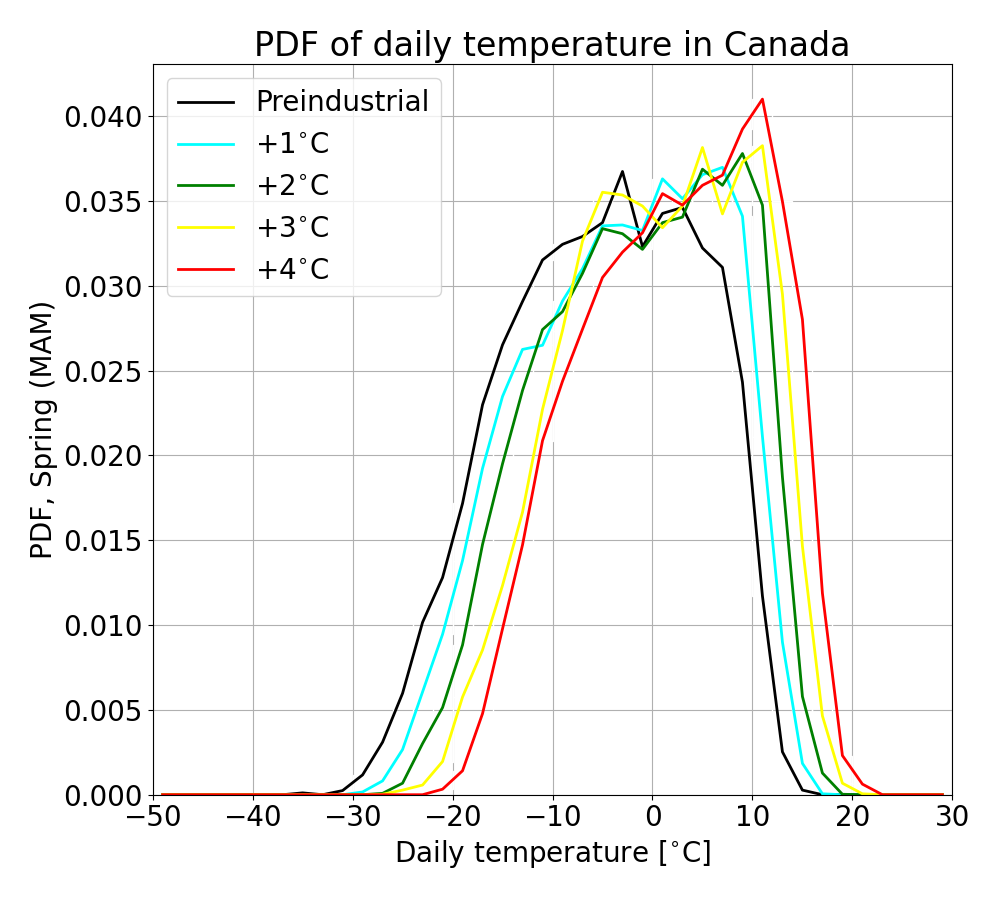 PDF of daily temperature in Canada
Preindustrial
+1°C
+2°C
+3°C
+4°C
PDF, Spring (MAM)
0.040
0.035
0.030
0.025
0.020
0.015
0.010
0.005
0.000
−50 −40 −30 −20 −10 0 10 20 30
Daily temperature [°C]